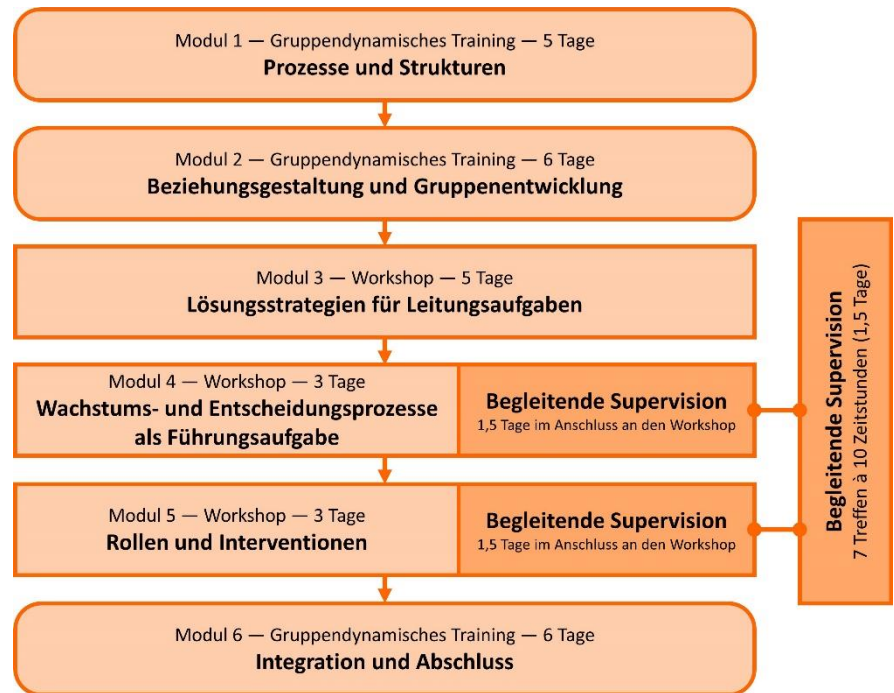 Modul 1 — Gruppendynamisches Training — 5 Tage
Prozesse und Strukturen
Modul 2 — Gruppendynamisches Training — 6 Tage
Beziehungsgestaltung und Gruppenentwicklung
Modul 3 — Workshop — 5 Tage
Lösungsstrategien für Leitungsaufgaben
Modul 4 — Workshop — 3 Tage
Wachstums- und Entscheidungsprozesse
als Führungsaufgabe
Begleitende Supervision
1,5 Tage im Anschluss an den Workshop
Modul 5 — Workshop — 3 Tage
Rollen und Interventionen
Begleitende Supervision
1,5 Tage im Anschluss an den Workshop
Modul 6 — Gruppendynamisches Training — 6 Tage
Integration und Abschluss
Begleitende Supervision
7 Treffen à 10 Zeitstunden (1,5 Tage)